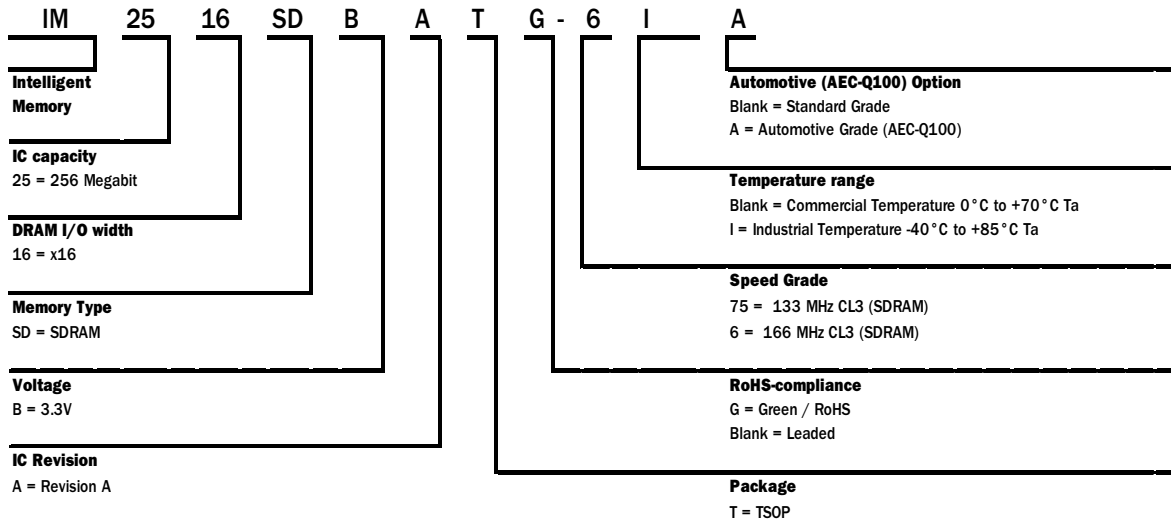 IM 25 16 SD B A T G - 6 I A
Intelligent
Memory
IC capacity
25 = 256 Megabit
DRAM I/O width
16 = x16
Memory Type
SD = SDRAM
Voltage
B = 3.3V
IC Revision
A = Revision A
Automotive (AEC-Q100) Option
Blank = Standard Grade
A = Automotive Grade (AEC-Q100)
Temperature range
Blank = Commercial Temperature 0°C to +70°C Ta
I = Industrial Temperature -40°C to +85°C Ta
Speed Grade
75 = 133 MHz CL3 (SDRAM)
6 = 166 MHz CL3 (SDRAM)
RoHS-compliance
G = Green / RoHS
Blank = Leaded
Package
T = TSOP